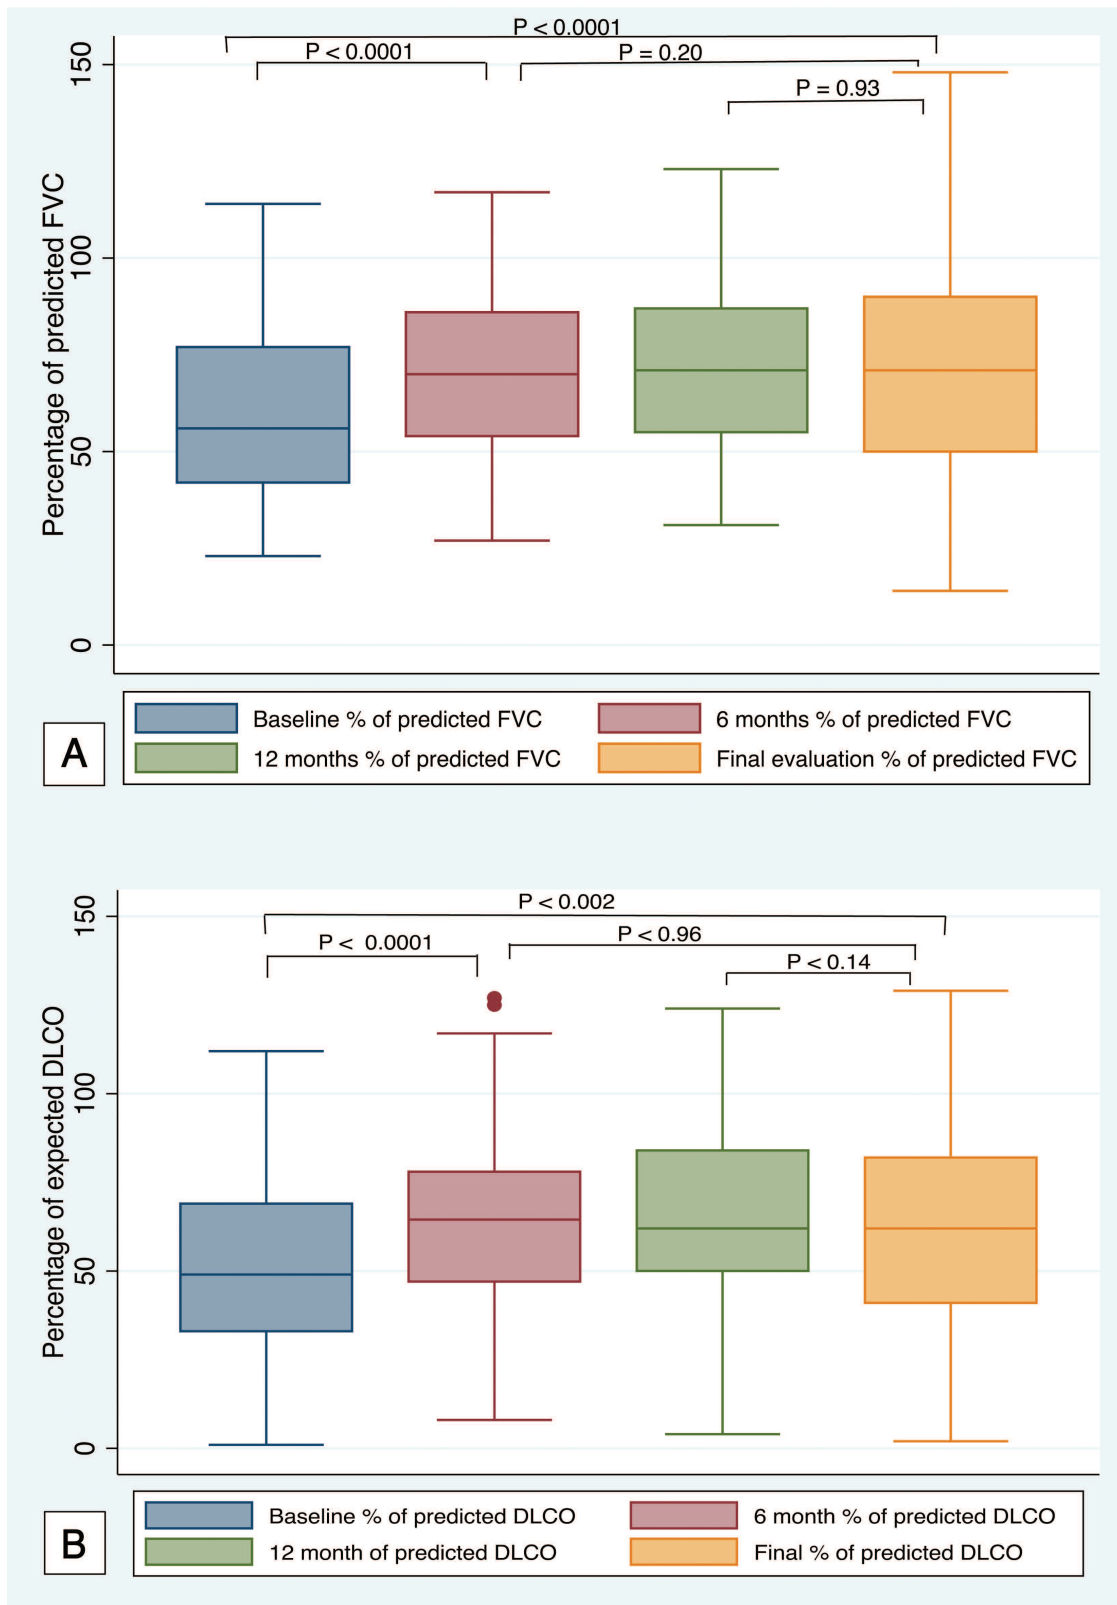 P < 0.0001
P < 0.0001
P = 0.20
P = 0.93
150
100
50
0
Percentage of predicted FVC
Baseline % of predicted FVC
6 months % of predicted FVC
12 months % of predicted FVC
Final evaluation % of predicted FVC
A
P < 0.002
P < 0.0001
P < 0.96
P < 0.14
150
100
50
0
Percentage of expected DLCO
Baseline % of predicted DLCO
6 month % of predicted DLCO
12 month of predicted DLCO
Final % of predicted DLCO
B